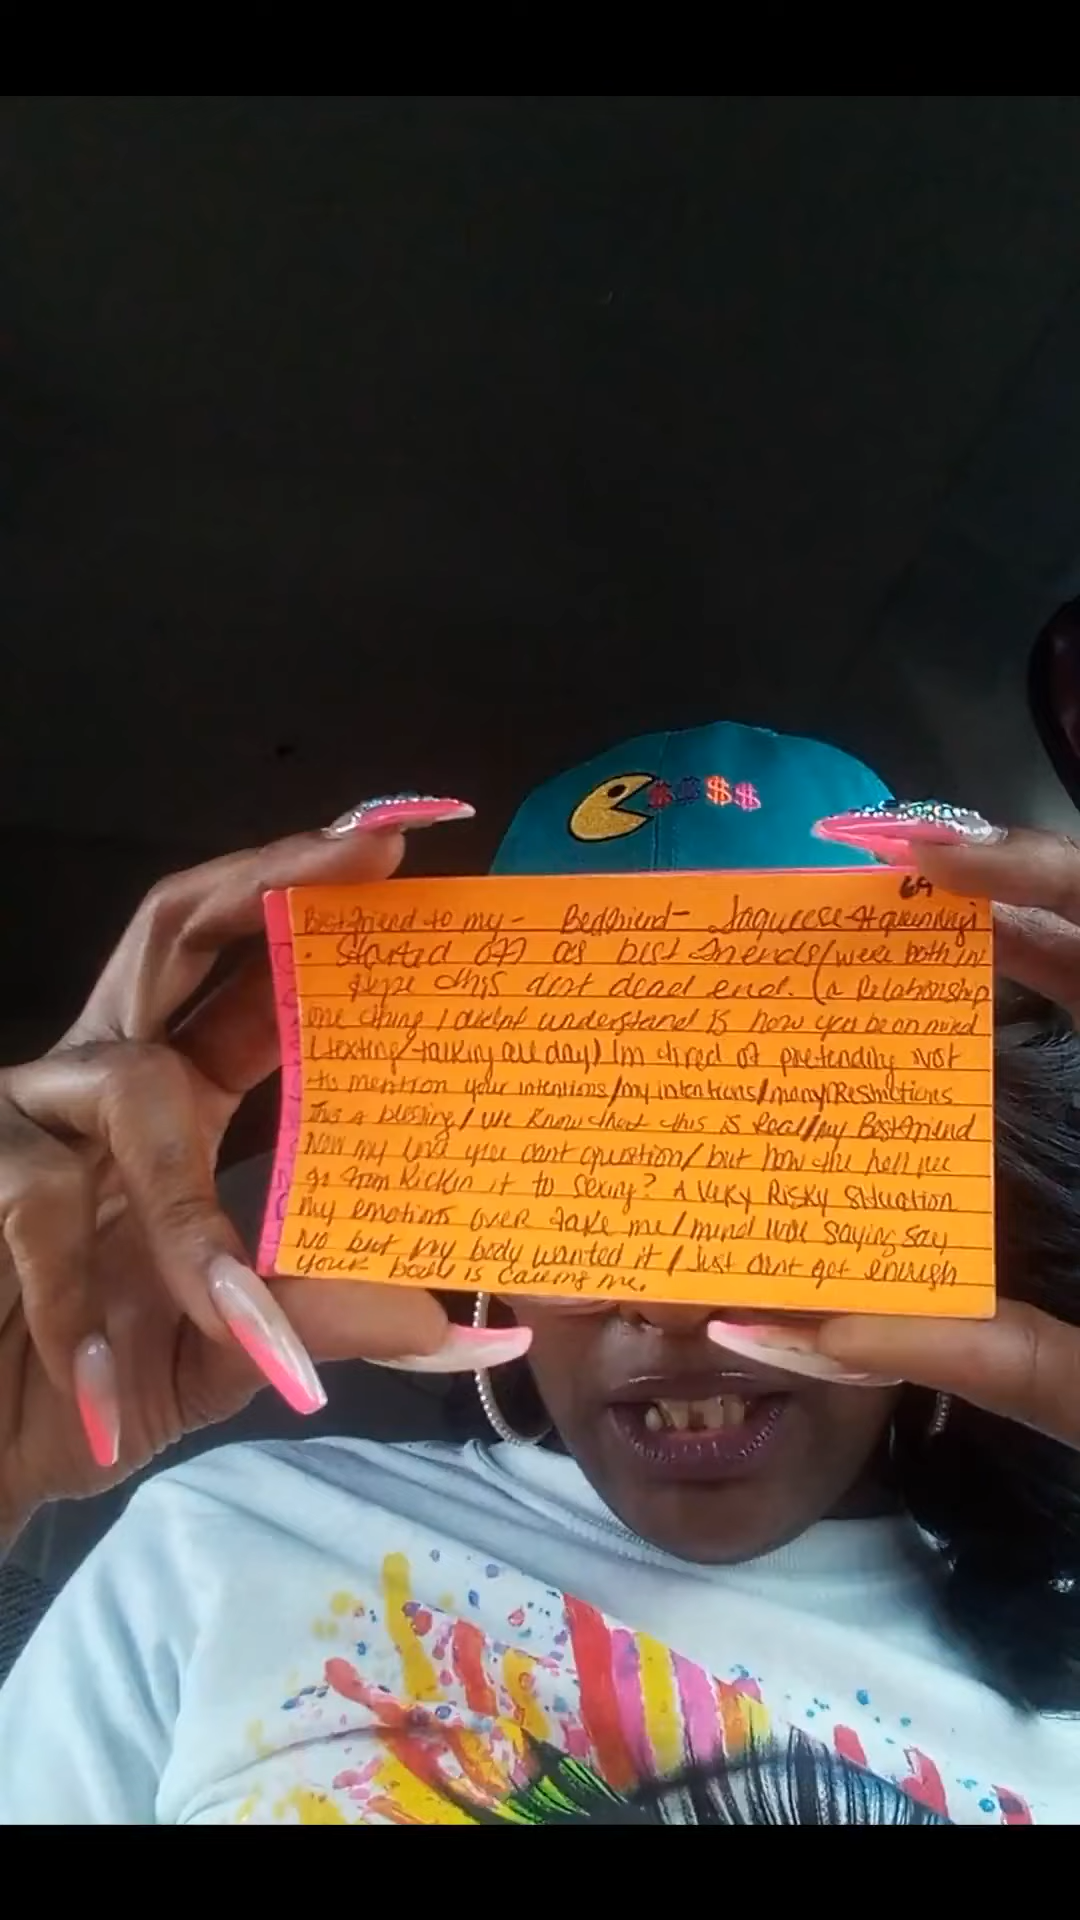 $$$$
69
Bestfriend to my - Bedfriend - Jaqueese
• Started off as best friends/were both in
this dont dead end. (a Relationship
one thing I didnt understand is how you be on mind
(texting/talking all day) Im tired of pretending not
to mention your intentions/my intentions/many Restrictions
This a blessing/we know that this is Real/my Bestfriend
Now my you cant question/but how the hell we
go from Kickin it to sexing? A VERY RISKY Situation
My emotions over take me/mind was saying say
No but my body wanted it/Just cant get enough
Your body is calling me.